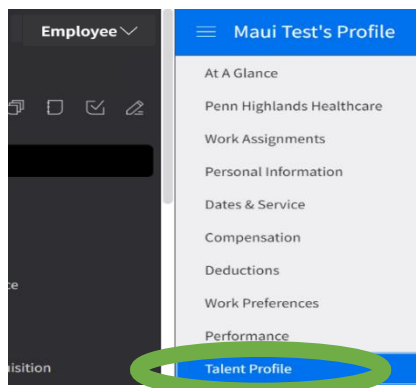 Employee
Maui Test's Profile
At A Glance
Penn Highlands Healthcare
Work Assignments
Personal Information
Dates & Service
Compensation
Deductions
Work Preferences
Performance
Talent Profile